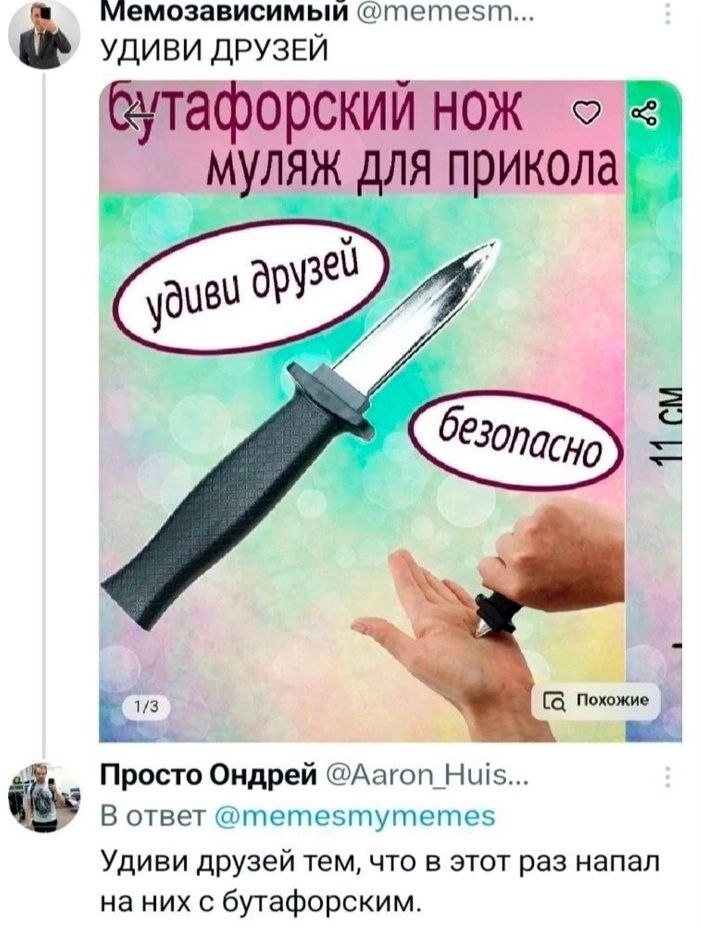 Мемозависимый @memesm...
УДИВИ ДРУЗЕЙ
бутафорский нож
муляж для прикола
удиви друзей
безопасно
11 см
1/3
Похожие
Просто Ондрей @Aaron_Huis...
В ответ @memesmymemes
Удиви друзей тем, что в этот раз напал
на них с бутафорским.